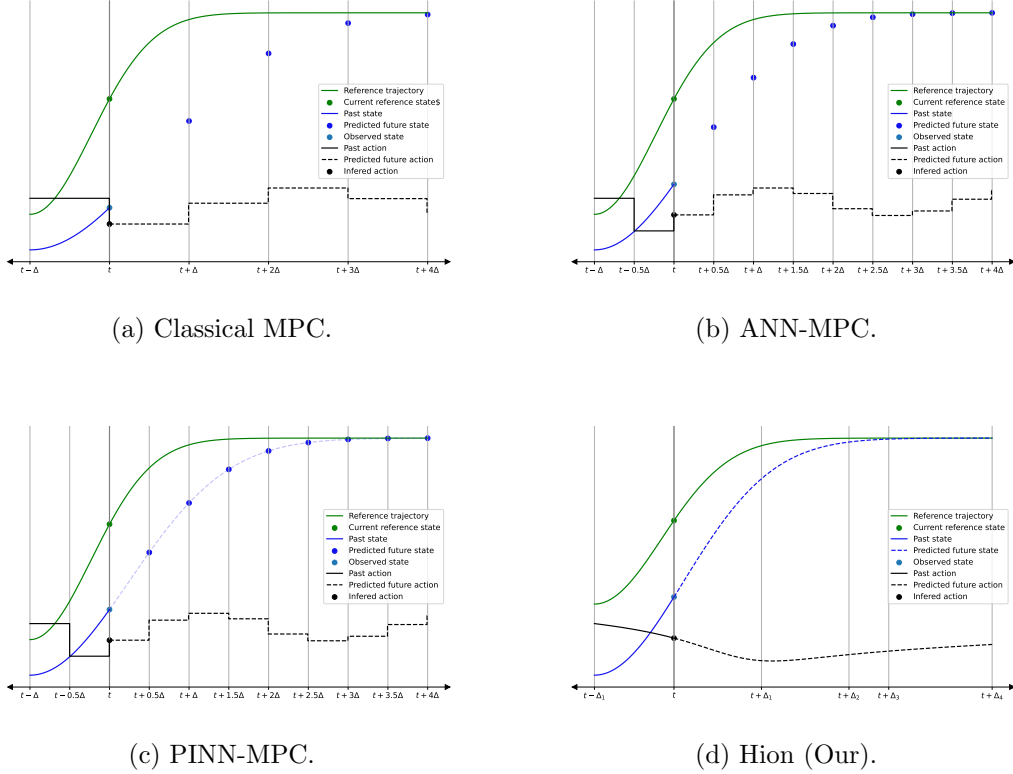 Reference trajectory
Current reference state$
Past state
Predicted future state
Observed state
Past action
Predicted future action
Infered action
t − Δ t t + Δ t + 2Δ t + 3Δ t + 4Δ
(a) Classical MPC.
Reference trajectory
Current reference state
Past state
Predicted future state
Observed state
Past action
Predicted future action
Infered action
t − Δ t − 0.5Δ t t + 0.5Δ t + Δ t + 1.5Δ t + 2Δ t + 2.5Δ t + 3Δ t + 3.5Δ t + 4Δ
(b) ANN-MPC.
Reference trajectory
Current reference state
Past state
Predicted future state
Observed state
Past action
Predicted future action
Infered action
t − Δ t − 0.5Δ t t + 0.5Δ t + Δ t + 1.5Δ t + 2Δ t + 2.5Δ t + 3Δ t + 3.5Δ t + 4Δ
(c) PINN-MPC.
Reference trajectory
Current reference state
Past state
Predicted future state
Observed state
Past action
Predicted future action
Infered action
t − Δ₁ t t + Δ₁ t + Δ₂ t + Δ₃ t + Δ₄
(d) Hion (Our).